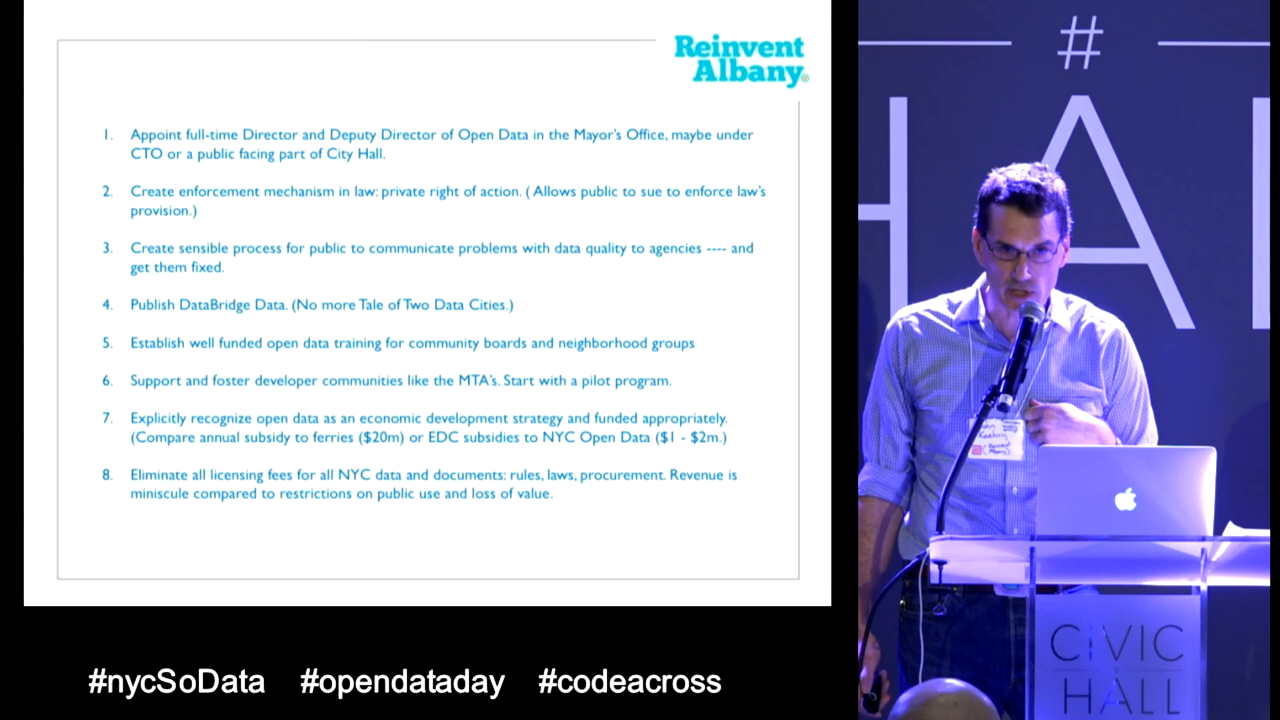 Reinvent
Albany
1. Appoint full-time Director and Deputy Director of Open Data in the Mayor's Office, maybe under
CTO or a public facing part of City Hall.
2. Create enforcement mechanism in law: private right of action. ( Allows public to sue to enforce law's
provision.)
3. Create sensible process for public to communicate problems with data quality to agencies ---- and
get them fixed.
4. Publish DataBridge Data. (No more Tale of Two Data Cities.)
5. Establish well funded open data training for community boards and neighborhood groups
6. Support and foster developer communities like the MTA's. Start with a pilot program.
7. Explicitly recognize open data as an economic development strategy and funded appropriately.
(Compare annual subsidy to ferries ($20m) or EDC subsidies to NYC Open Data ($1 - $2m.)
8. Eliminate all licensing fees for all NYC data and documents: rules, laws, procurement. Revenue is
miniscule compared to restrictions on public use and loss of value.
#nycSoData #opendataday #codeacross
#
HAL
CIVIC
HALL